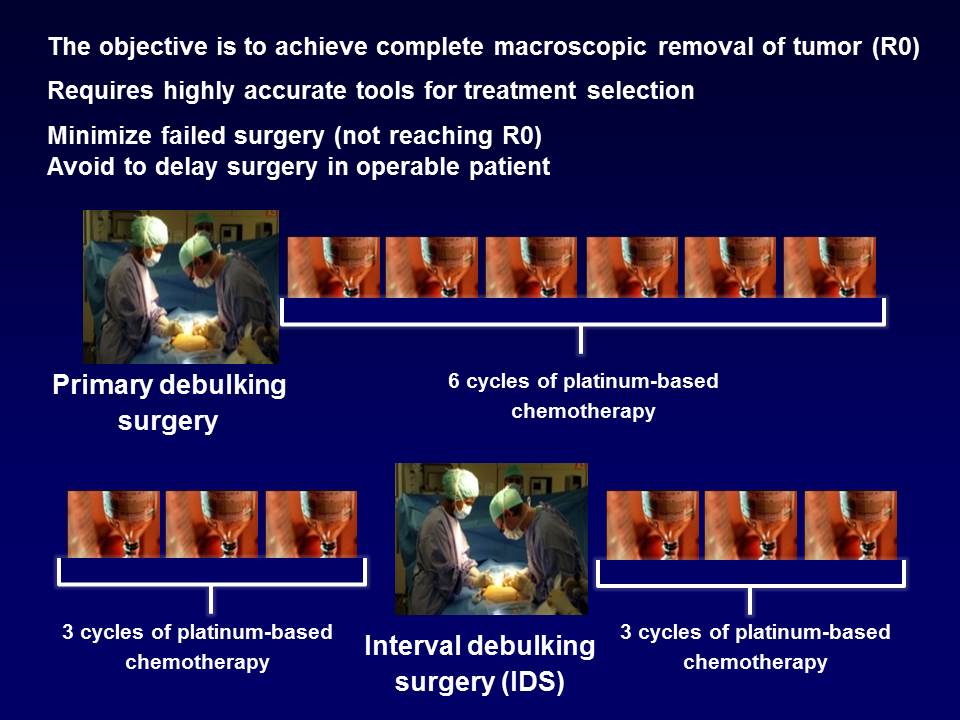 The objective is to achieve complete macroscopic removal of tumor (R0)
Requires highly accurate tools for treatment selection
Minimize failed surgery (not reaching R0)
Avoid to delay surgery in operable patient
Primary debulking
surgery
6 cycles of platinum-based
chemotherapy
3 cycles of platinum-based
chemotherapy
Interval debulking
surgery (IDS)
3 cycles of platinum-based
chemotherapy